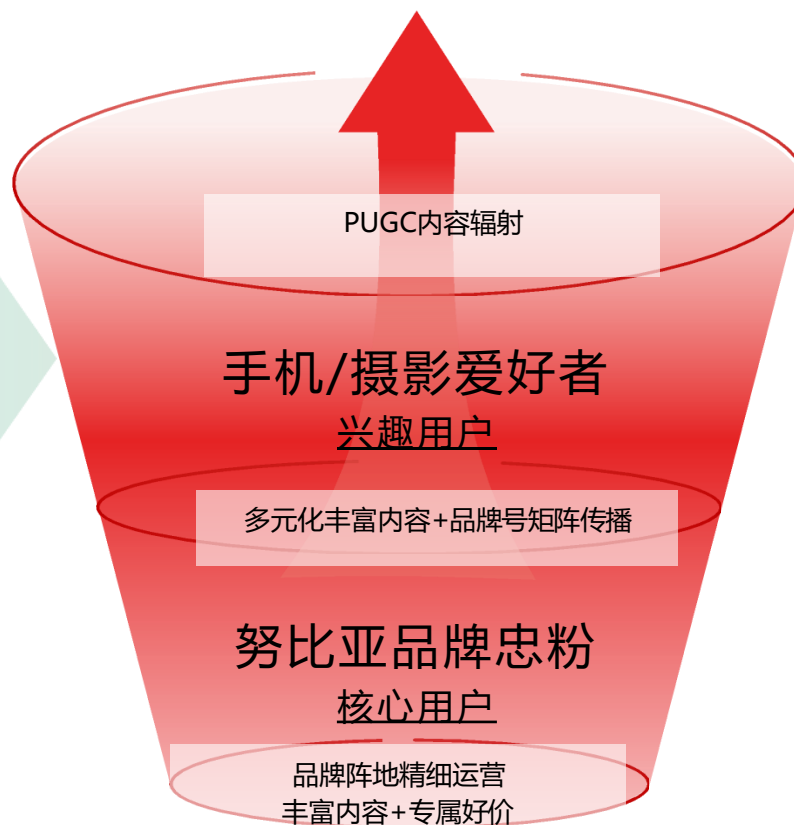 PUGC内容辐射
手机/摄影爱好者
兴趣用户
多元化丰富内容+品牌号矩阵传播
努比亚品牌忠粉
核心用户
品牌阵地精细运营
丰富内容+专属好价